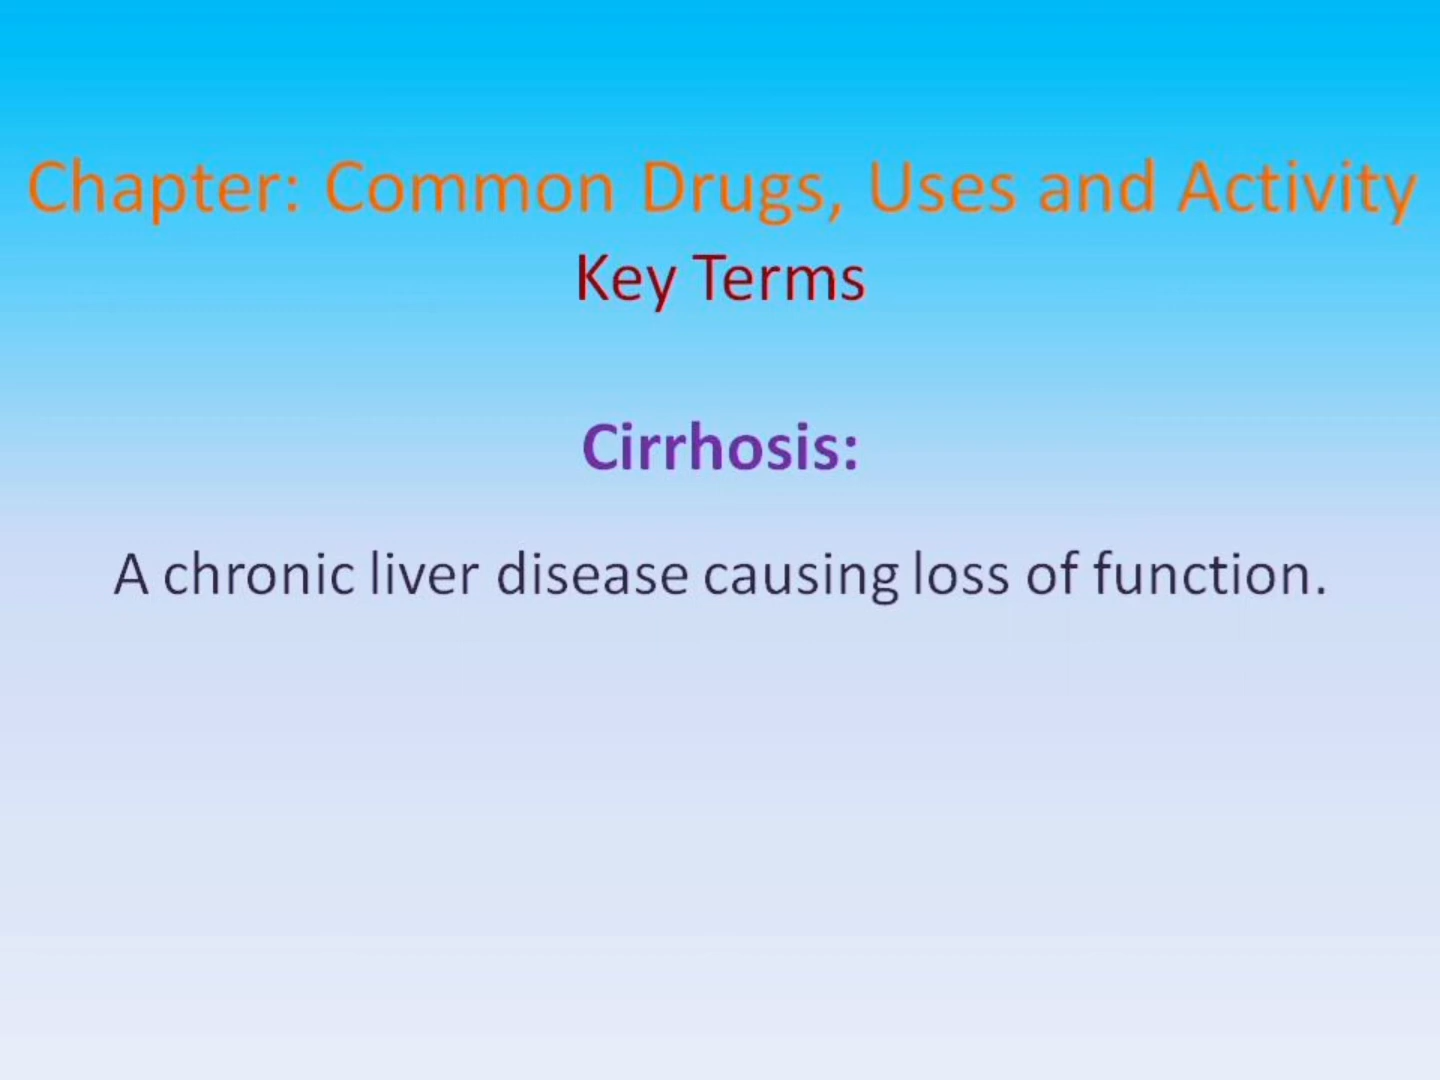 Chapter: Common Drugs, Uses and Activity
Key Terms
Cirrhosis:
A chronic liver disease causing loss of function.